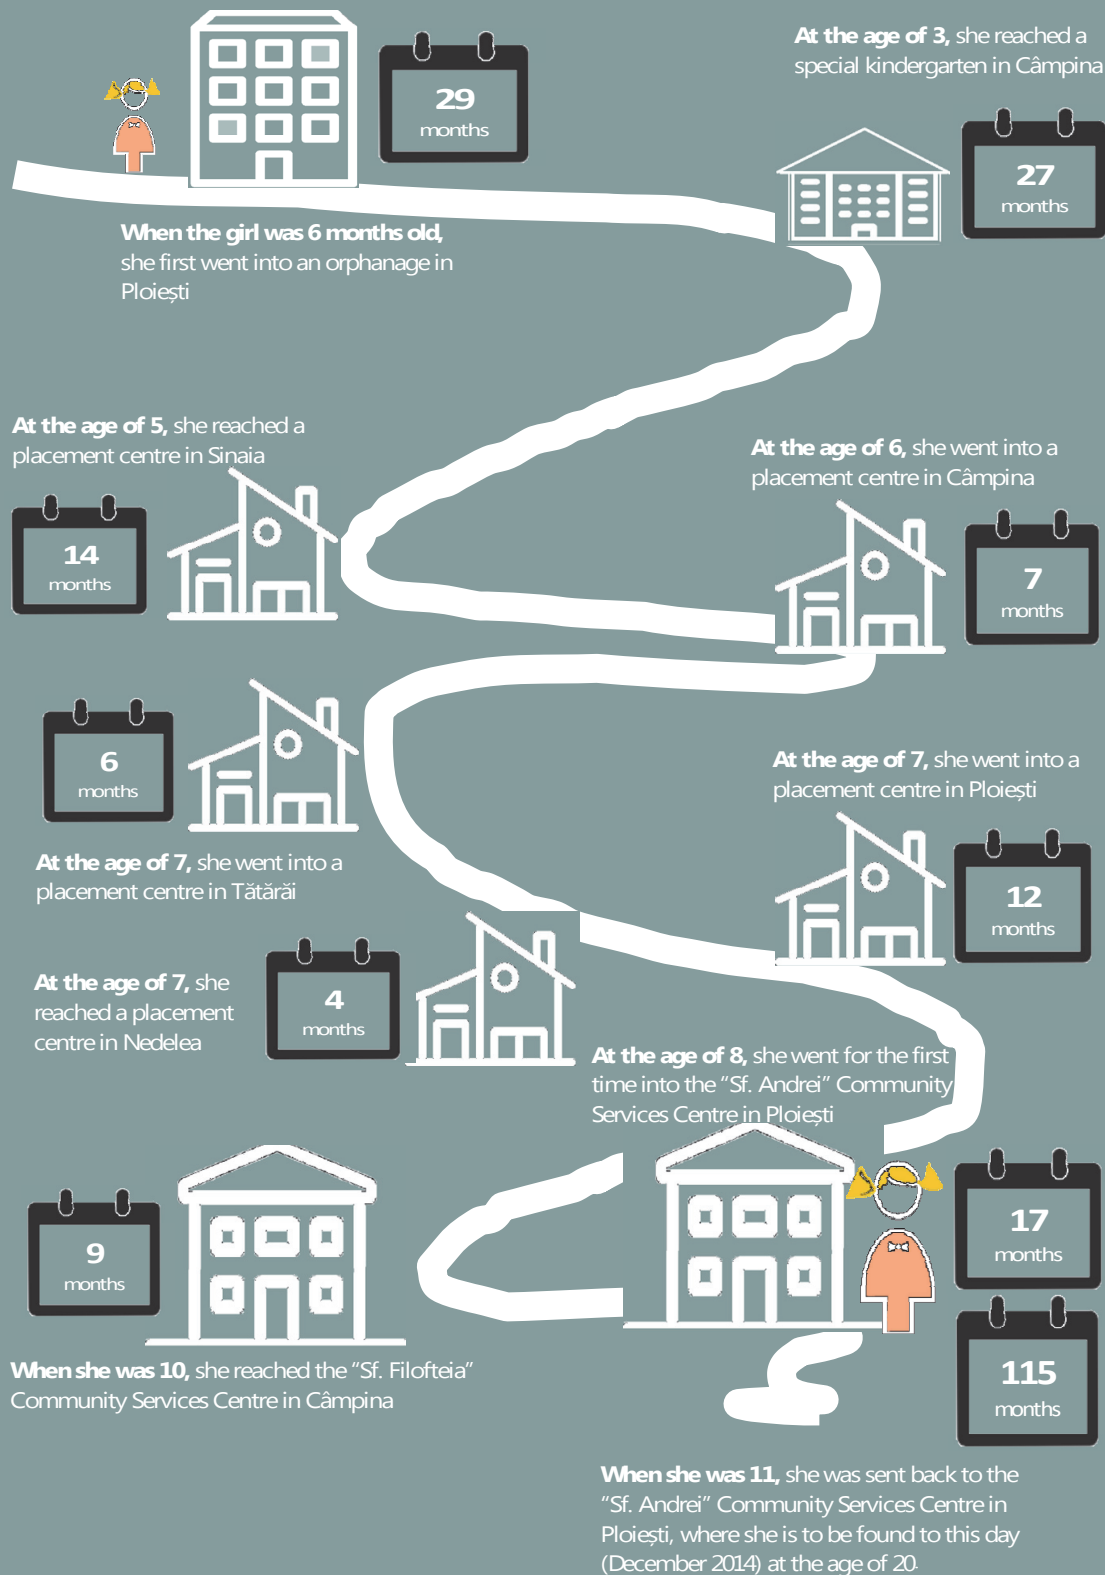 29
months
When the girl was 6 months old,
she first went into an orphanage in
Ploiești
At the age of 3, she reached a
special kindergarten in Câmpina
27
months
At the age of 5, she reached a
placement centre in Sinaia
14
months
At the age of 6, she went into a
placement centre in Câmpina
7
months
6
months
At the age of 7, she went into a
placement centre in Tătărăi
At the age of 7, she went into a
placement centre in Ploiești
12
months
At the age of 7, she
reached a placement
centre in Nedelea
4
months
At the age of 8, she went for the first
time into the “Sf. Andrei” Community
Services Centre in Ploiești
17
months
9
months
When she was 10, she reached the “Sf. Filofteia”
Community Services Centre in Câmpina
115
months
When she was 11, she was sent back to the
“Sf. Andrei” Community Services Centre in
Ploiești, where she is to be found to this day
(December 2014) at the age of 20.